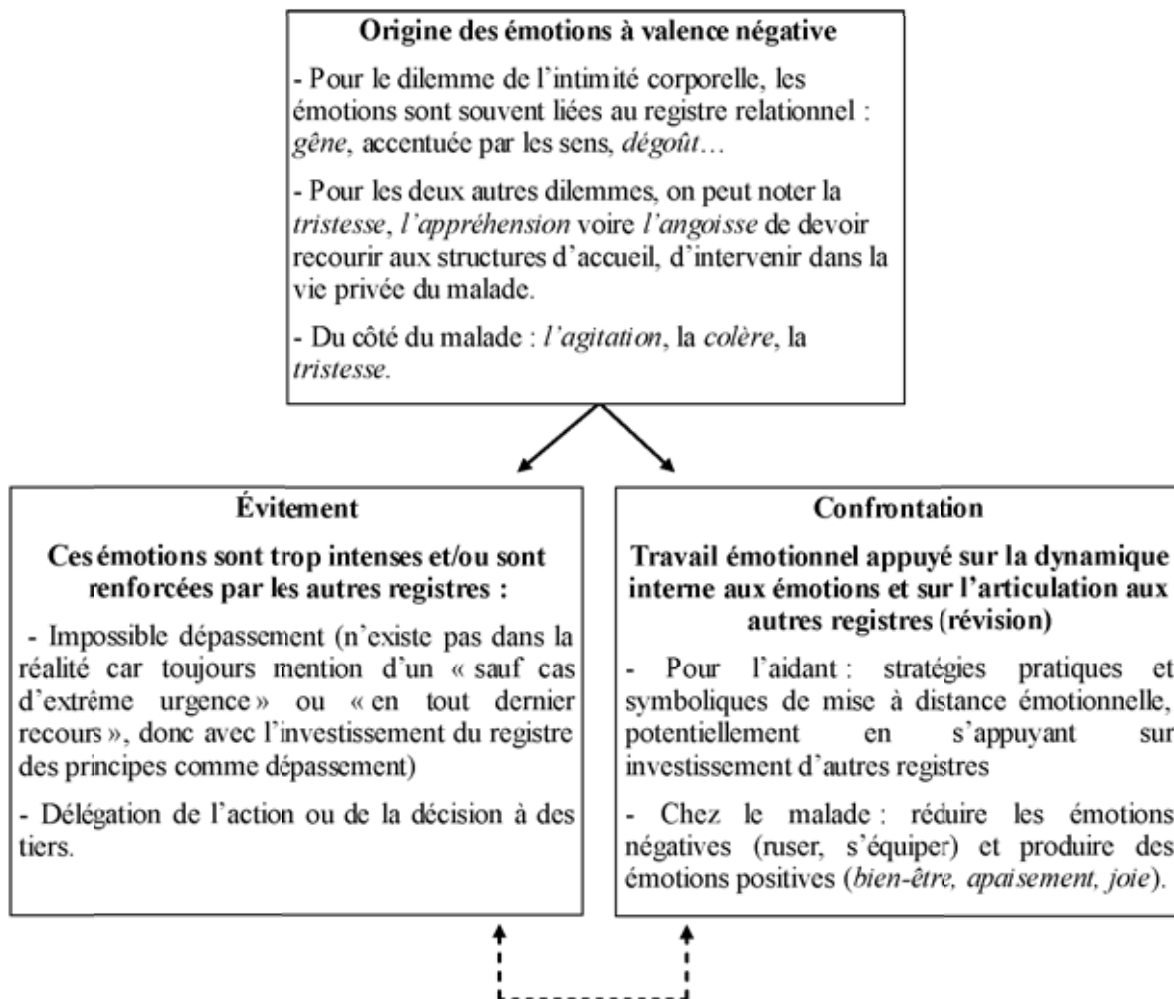 Origine des émotions à valence négative
- Pour le dilemme de l'intimité corporelle, les
émotions sont souvent liées au registre relationnel :
gêne, accentuée par les sens, dégoût…
- Pour les deux autres dilemmes, on peut noter la
tristesse, l'appréhension voire l'angoisse de devoir
recourir aux structures d'accueil, d'intervenir dans la
vie privée du malade.
- Du côté du malade : l'agitation, la colère, la
tristesse.
Évitement
Ces émotions sont trop intenses et/ou sont
renforcées par les autres registres :
- Impossible dépassement (n'existe pas dans la
réalité car toujours mention d'un « sauf cas
d'extrême urgence » ou « en tout dernier
recours », donc avec l'investissement du registre
des principes comme dépassement)
- Délégation de l'action ou de la décision à des
tiers.
Confrontation
Travail émotionnel appuyé sur la dynamique
interne aux émotions et sur l'articulation aux
autres registres (révision)
- Pour l'aidant : stratégies pratiques et
symboliques de mise à distance émotionnelle,
potentiellement en s'appuyant sur
investissement d'autres registres
- Chez le malade : réduire les émotions
négatives (ruser, s'équiper) et produire des
émotions positives (bien-être, apaisement, joie).